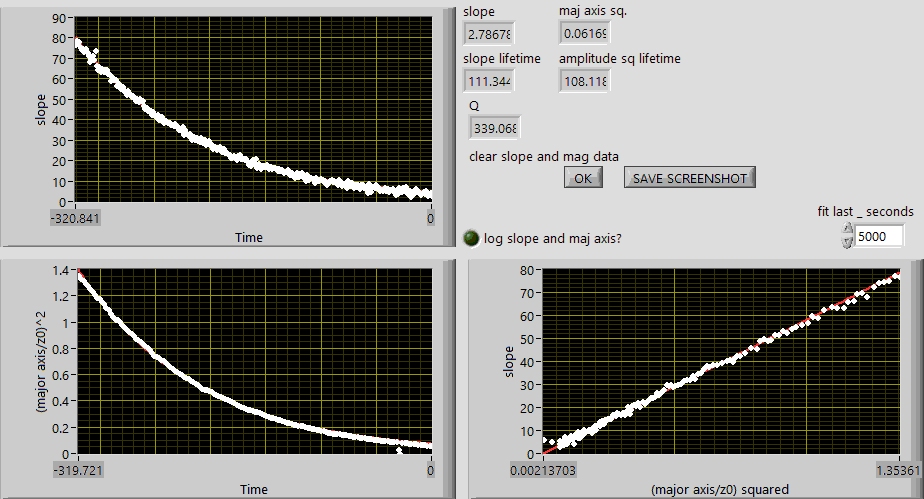 slope
maj axis sq.
2.78678
0.06169
slope lifetime
amplitude sq lifetime
111.344
108.118
Q
339.068
clear slope and mag data
OK
SAVE SCREENSHOT
fit last _ seconds
5000
log slope and maj axis?
90
80
70
60
50
40
30
20
10
0
slope
-320.841
0
Time
1.4
1.2
1
0.8
0.6
0.4
0.2
0
(major axis/z0)^2
-319.721
0
Time
80
70
60
50
40
30
20
10
0
slope
0.00213703
1.35361
(major axis/z0) squared